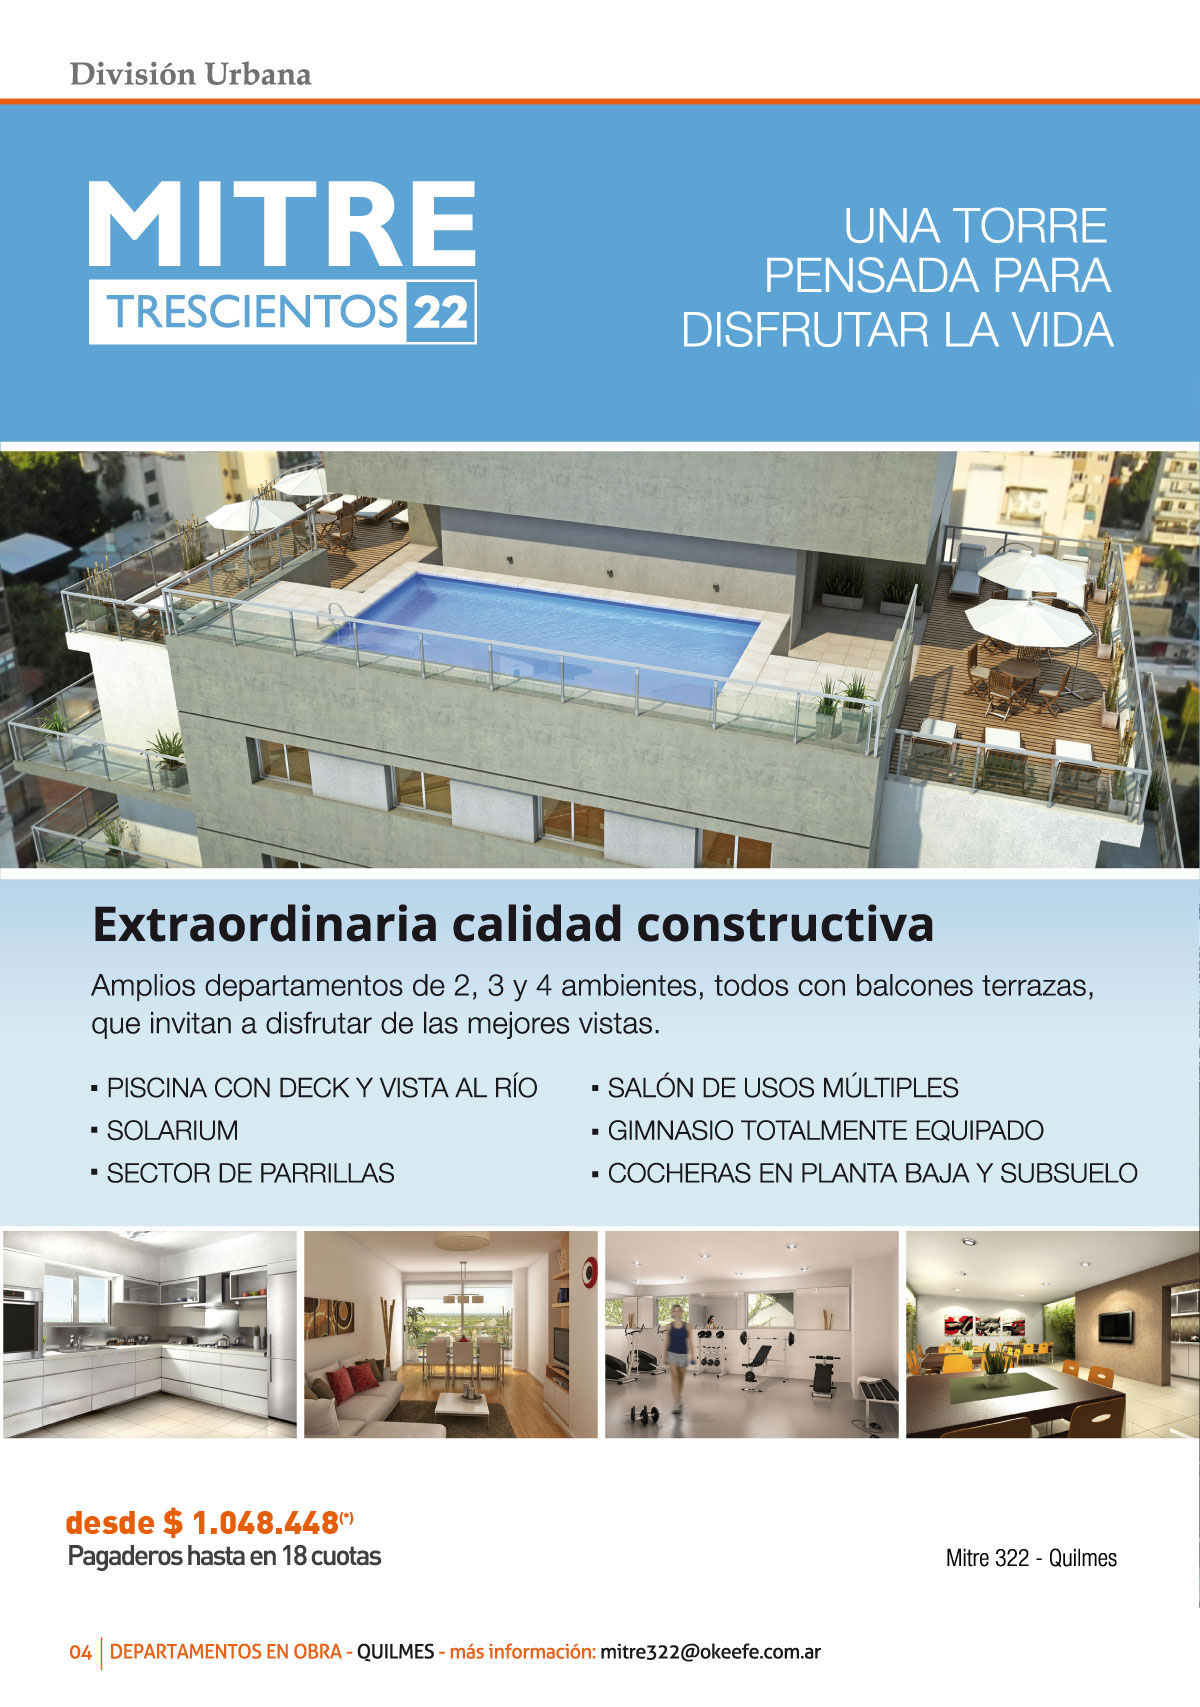 División Urbana
MITRE
TRESCIENTOS 22
UNA TORRE
PENSADA PARA
DISFRUTAR LA VIDA
Extraordinaria calidad constructiva
Amplios departamentos de 2, 3 y 4 ambientes, todos con balcones terrazas,
que invitan a disfrutar de las mejores vistas.
▪ PISCINA CON DECK Y VISTA AL RÍO
▪ SOLARIUM
▪ SECTOR DE PARRILLAS
▪ SALÓN DE USOS MÚLTIPLES
▪ GIMNASIO TOTALMENTE EQUIPADO
▪ COCHERAS EN PLANTA BAJA Y SUBSUELO
desde $ 1.048.448(*)
Pagaderos hasta en 18 cuotas
Mitre 322 - Quilmes
04 | DEPARTAMENTOS EN OBRA - QUILMES - más información: mitre322@okeefe.com.ar